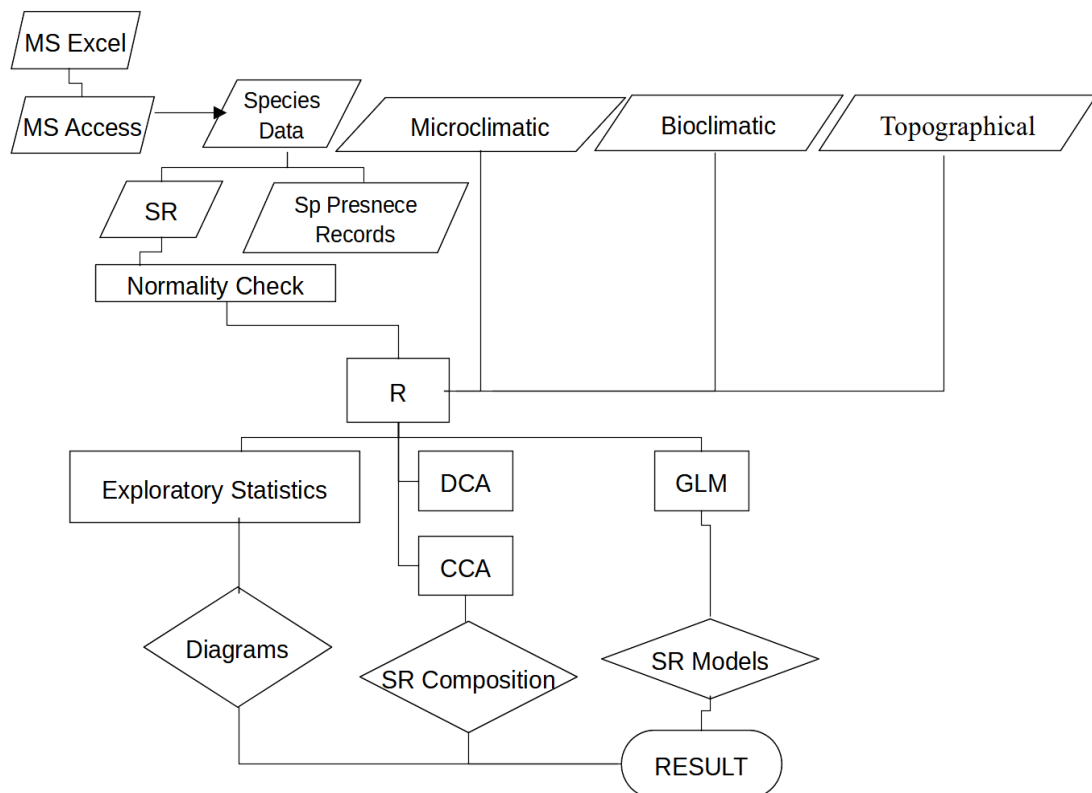 MS Excel
MS Access
Species
Data
Microclimatic
Bioclimatic
Topographical
SR
Sp Presnece
Records
Normality Check
R
Exploratory Statistics
DCA
GLM
CCA
Diagrams
SR Composition
SR Models
RESULT